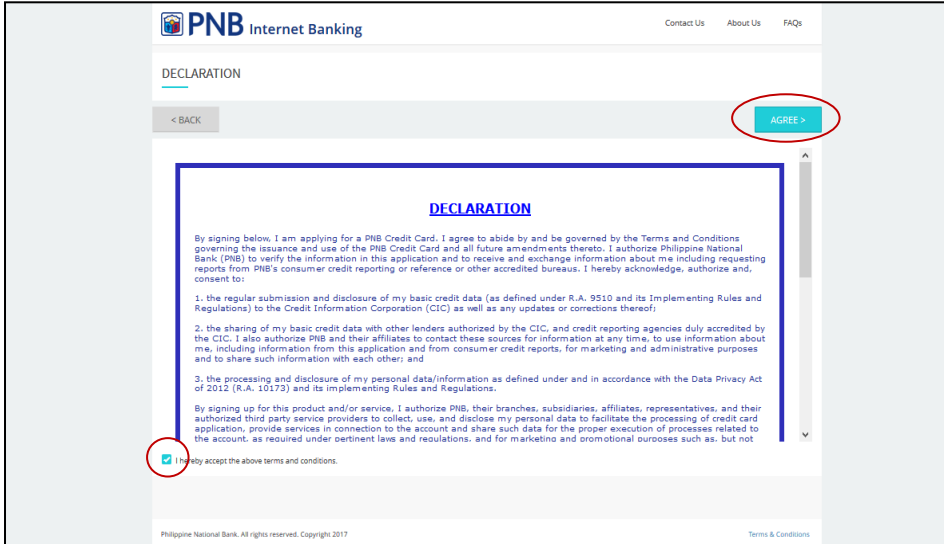 PNB Internet Banking
Contact Us About Us FAQs
DECLARATION
< BACK
AGREE >
DECLARATION
By signing below, I am applying for a PNB Credit Card. I agree to abide by and be governed by the Terms and Conditions
governing the issuance and use of the PNB Credit Card and all future amendments thereto. I authorize Philippine National
Bank (PNB) to verify the information in this application and to receive and exchange information about me including requesting
reports from PNB's consumer credit reporting or reference or other accredited bureaus. I hereby acknowledge, authorize and,
consent to:
1. the regular submission and disclosure of my basic credit data (as defined under R.A. 9510 and its Implementing Rules and
Regulations) to the Credit Information Corporation (CIC) as well as any updates or corrections thereof;
2. the sharing of my basic credit data with other lenders authorized by the CIC, and credit reporting agencies duly accredited by
the CIC. I also authorize PNB and their affiliates to contact these sources for information at any time, to use information about
me, including information from this application and from consumer credit reports, for marketing and administrative purposes
and to share such information with each other; and
3. the processing and disclosure of my personal data/information as defined under and in accordance with the Data Privacy Act
of 2012 (R.A. 10173) and its implementing Rules and Regulations.
By signing up for this product and/or service, I authorize PNB, their branches, subsidiaries, affiliates, representatives, and their
authorized third party service providers to collect, use, and disclose my personal data to facilitate the processing of credit card
application, provide services in connection to the account and share such data for the proper execution of processes related to
the account, as required under pertinent laws and regulations, and for marketing and promotional purposes such as, but not
I hereby accept the above terms and conditions.
Philippine National Bank. All rights reserved. Copyright 2017
Terms & Conditions